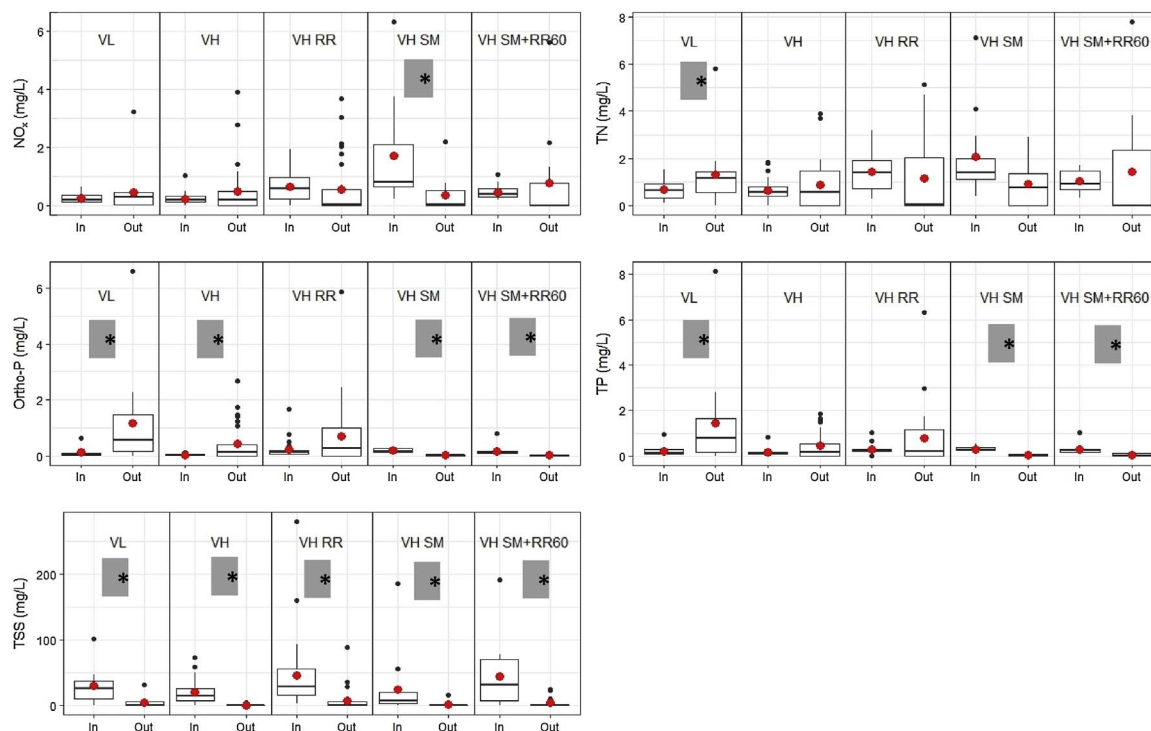 NOx (mg/L)
6
4
2
0
VL VH VH RR VH SM VH SM+RR60
*
In Out In Out In Out In Out In Out
TN (mg/L)
8
6
4
2
0
VL VH VH RR VH SM VH SM+RR60
*
In Out In Out In Out In Out In Out
Ortho-P (mg/L)
6
4
2
0
VL VH VH RR VH SM VH SM+RR60
* * * *
In Out In Out In Out In Out In Out
TP (mg/L)
8
6
4
2
0
VL VH VH RR VH SM VH SM+RR60
* * *
In Out In Out In Out In Out In Out
TSS (mg/L)
200
100
0
VL VH VH RR VH SM VH SM+RR60
* * * * *
In Out In Out In Out In Out In Out